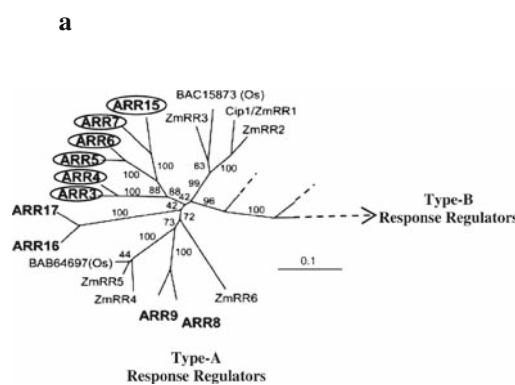 a
BAC15873 (Os)
ARR15
Cip1/ZmRR1
ARR7
ZmRR3
ZmRR2
ARR6
100
63
100
ARR5
100
99
ARR4
100
88
88
42
ARR3
96
100
Type-B
Response Regulators
ARR17
100
42
73
72
ARR16
100
BAB64697(Os)
44
100
0.1
ZmRR5
ZmRR4
ZmRR6
ARR9
ARR8
Type-A
Response Regulators